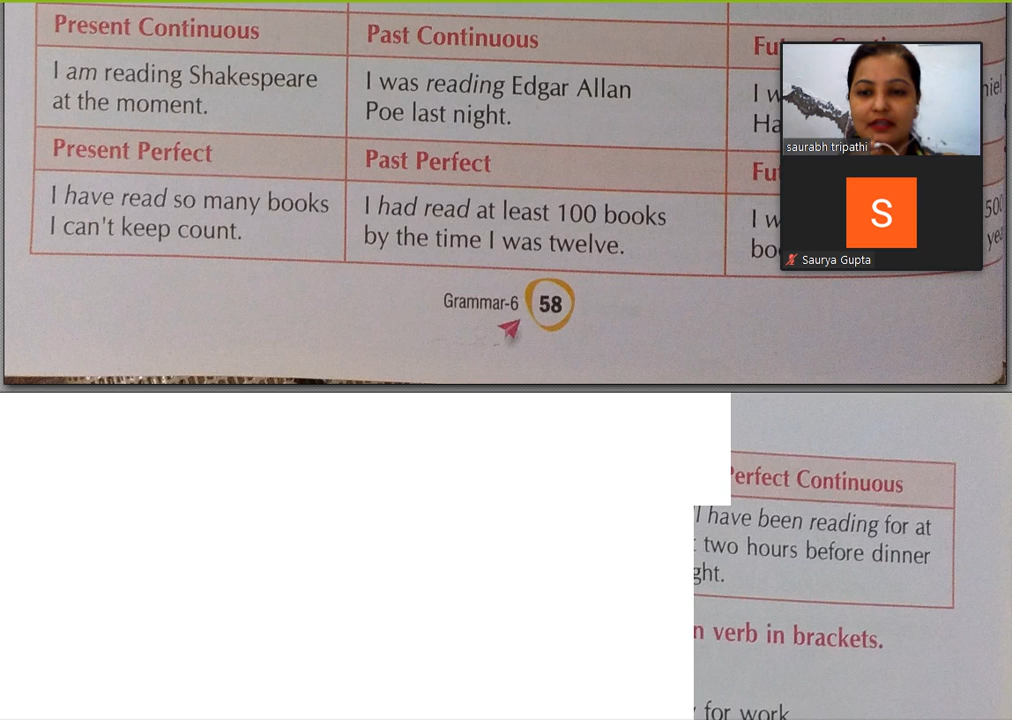 Present Continuous
Past Continuous
I am reading Shakespeare
at the moment.
I was reading Edgar Allan
Poe last night.
Present Perfect
Past Perfect
I have read so many books
I can't keep count.
I had read at least 100 books
by the time I was twelve.
saurabh tripathi
S
Saurya Gupta
Grammar-6 58
Perfect Continuous
I have been reading for at
two hours before dinner
verb in brackets.
for work